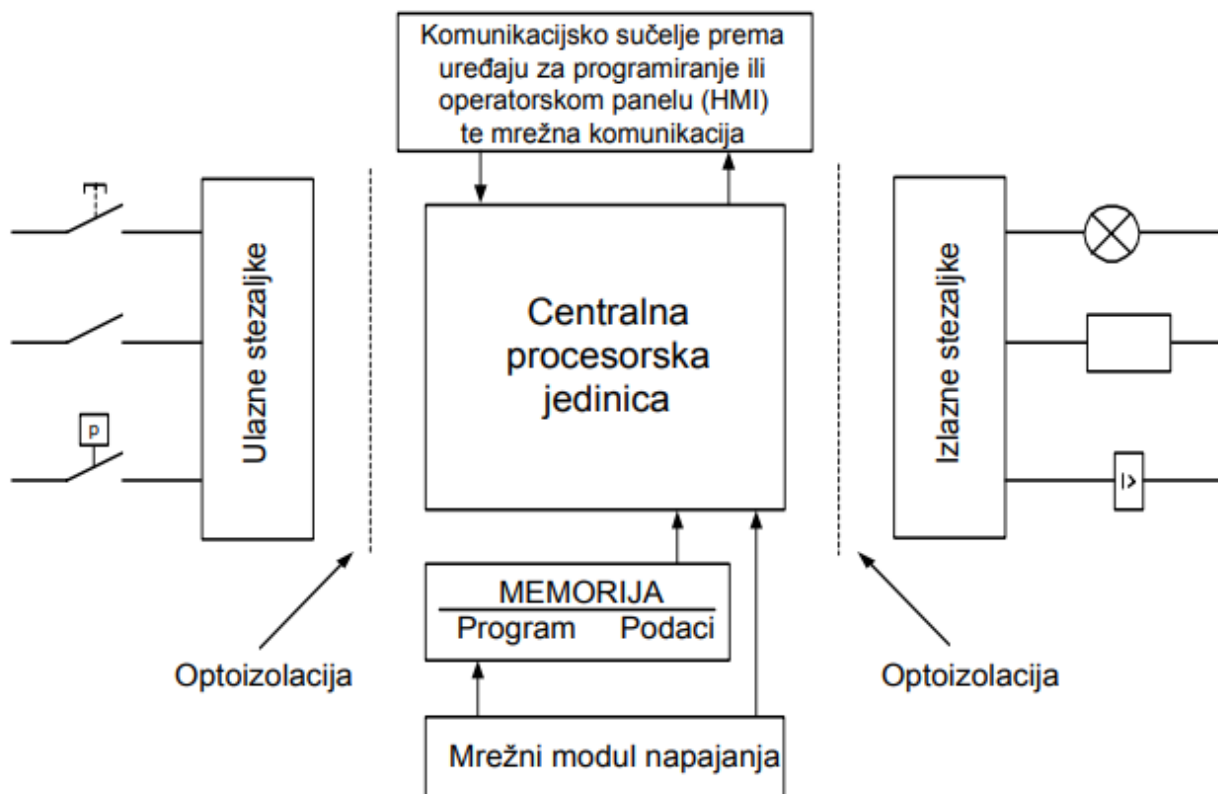 Komunikacijsko sučelje prema
uređaju za programiranje ili
operatorskom panelu (HMI)
te mrežna komunikacija
Ulazne stezaljke
p
Centralna
procesorska
jedinica
Izlazne stezaljke
I>
MEMORIJA
Program Podaci
Optoizolacija
Optoizolacija
Mrežni modul napajanja